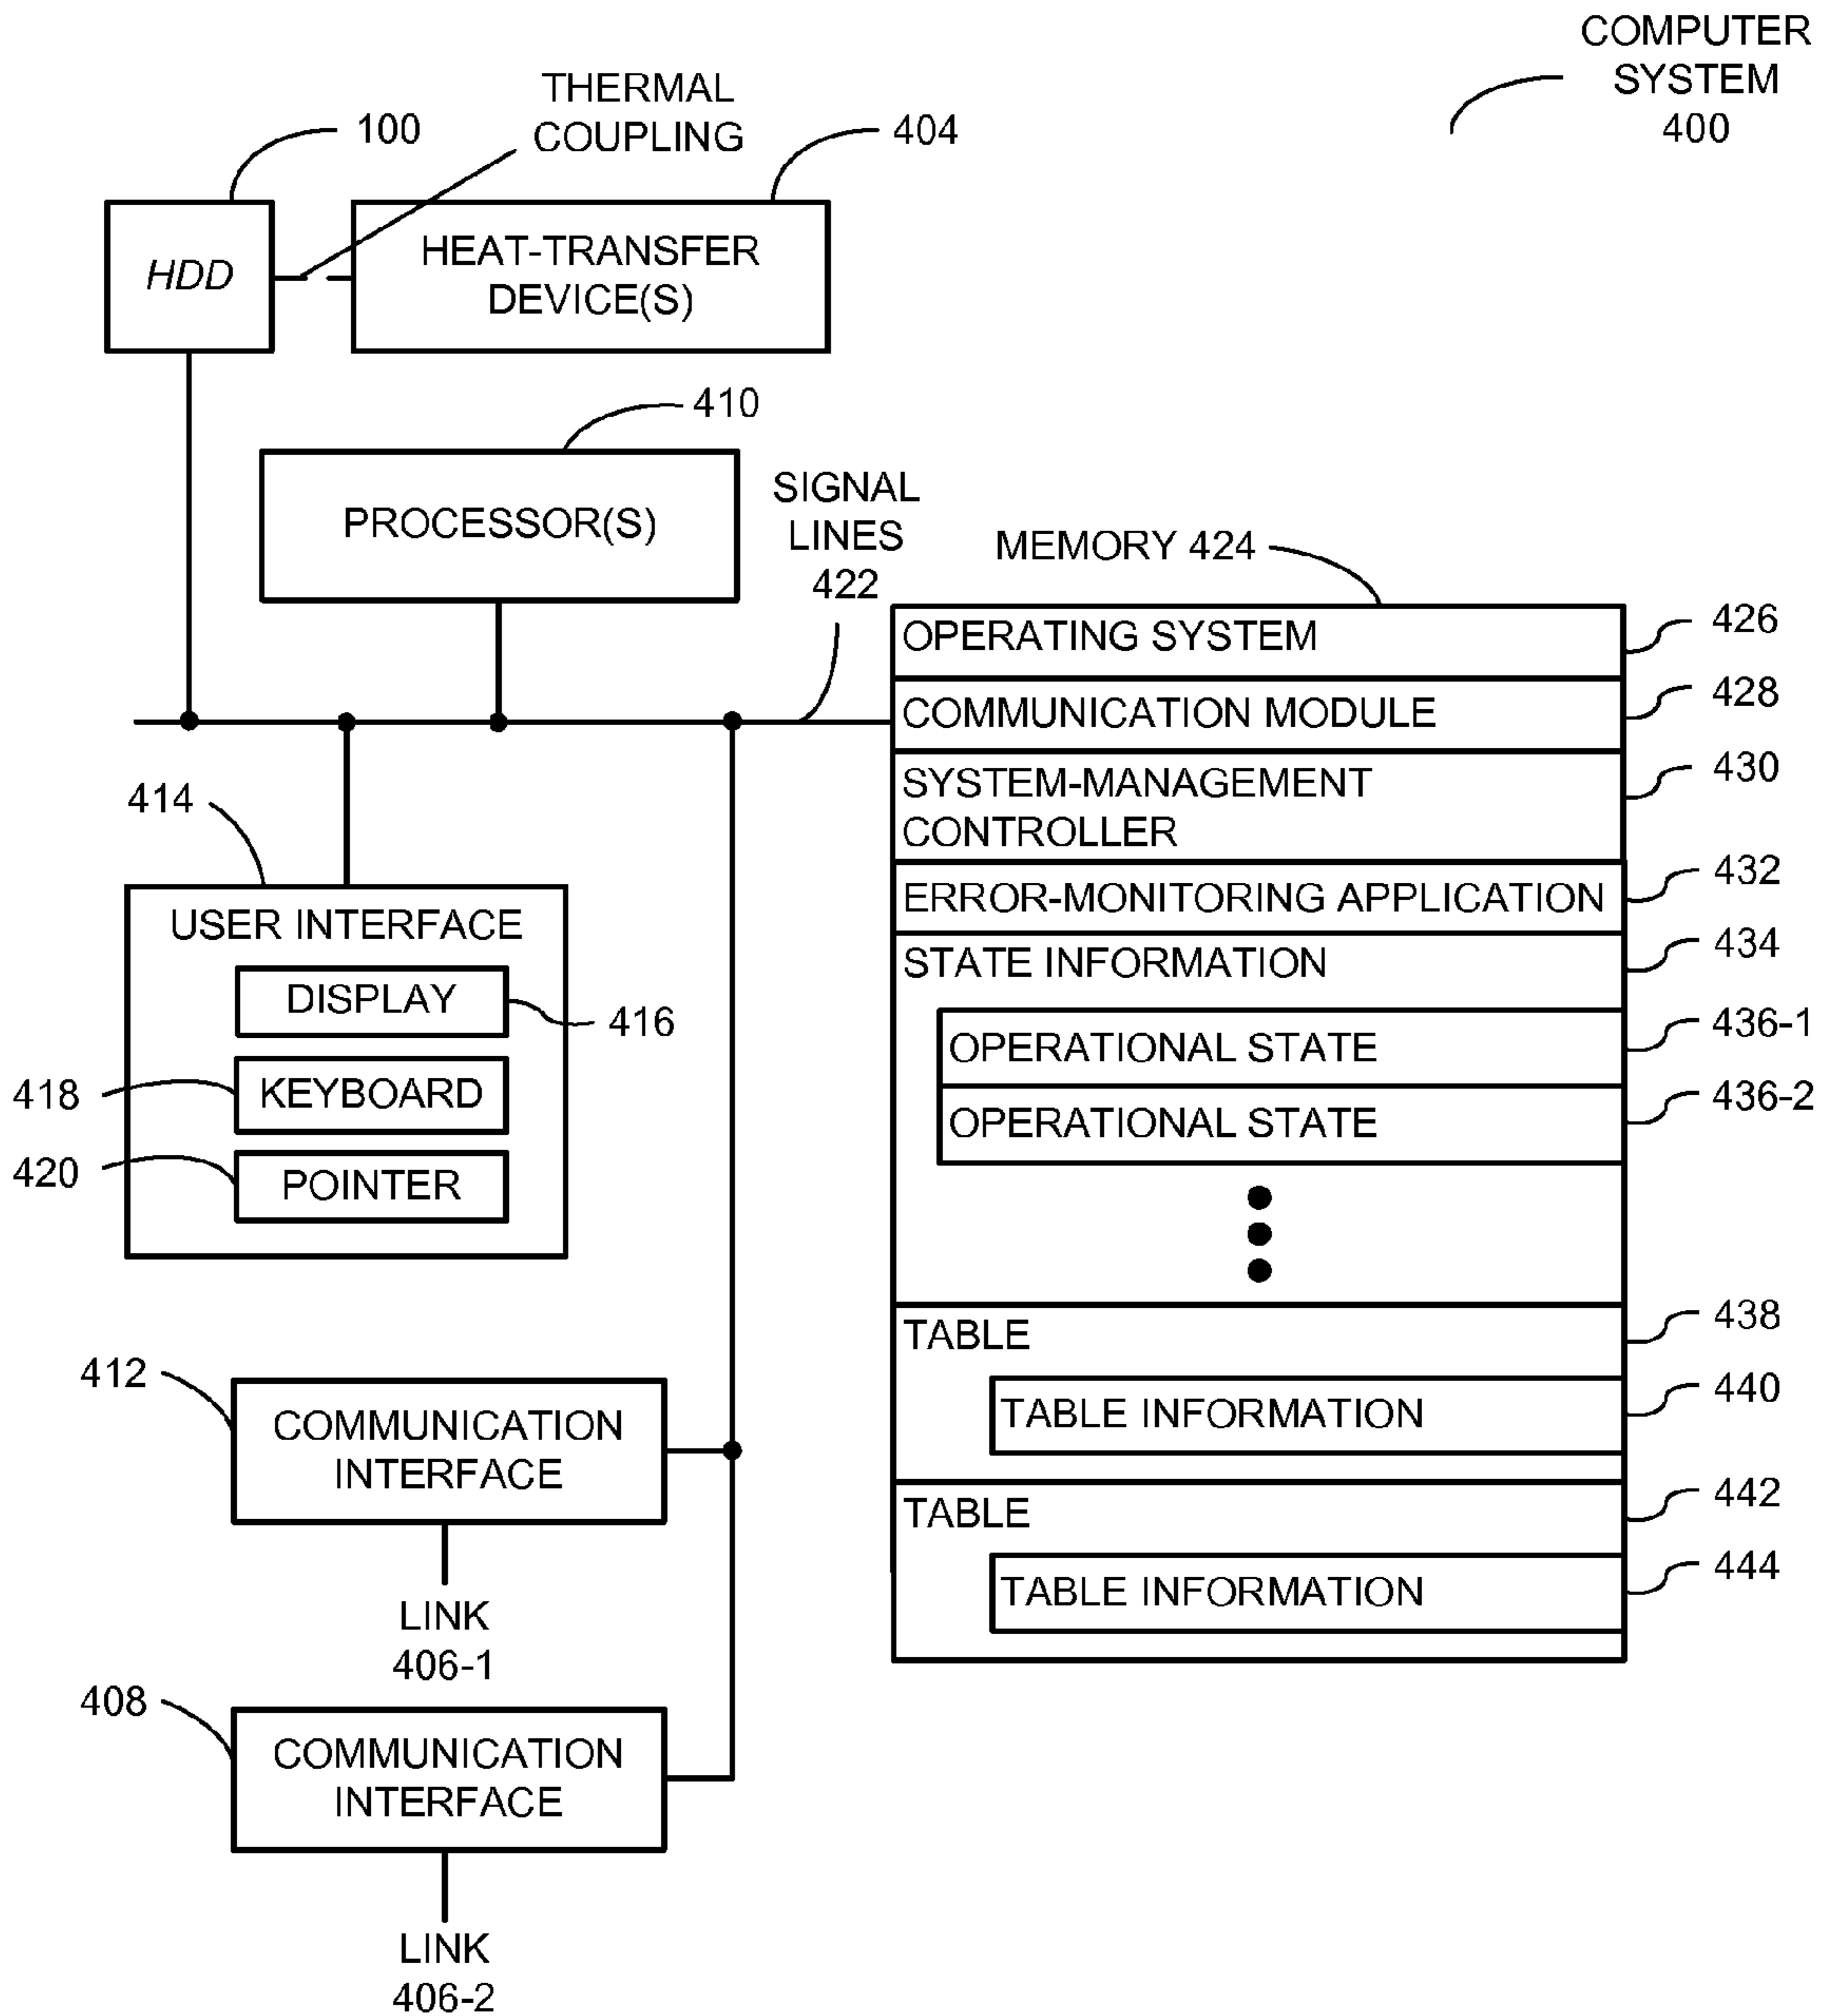 COMPUTER
SYSTEM
400
THERMAL
COUPLING
100
404
HDD
HEAT-TRANSFER
DEVICE(S)
410
PROCESSOR(S)
SIGNAL
LINES
422
MEMORY 424
OPERATING SYSTEM
426
COMMUNICATION MODULE
428
SYSTEM-MANAGEMENT
CONTROLLER
430
ERROR-MONITORING APPLICATION
432
STATE INFORMATION
434
OPERATIONAL STATE
436-1
OPERATIONAL STATE
436-2
TABLE
438
TABLE INFORMATION
440
TABLE
442
TABLE INFORMATION
444
414
USER INTERFACE
DISPLAY
416
418
KEYBOARD
420
POINTER
412
COMMUNICATION
INTERFACE
LINK
406-1
408
COMMUNICATION
INTERFACE
LINK
406-2